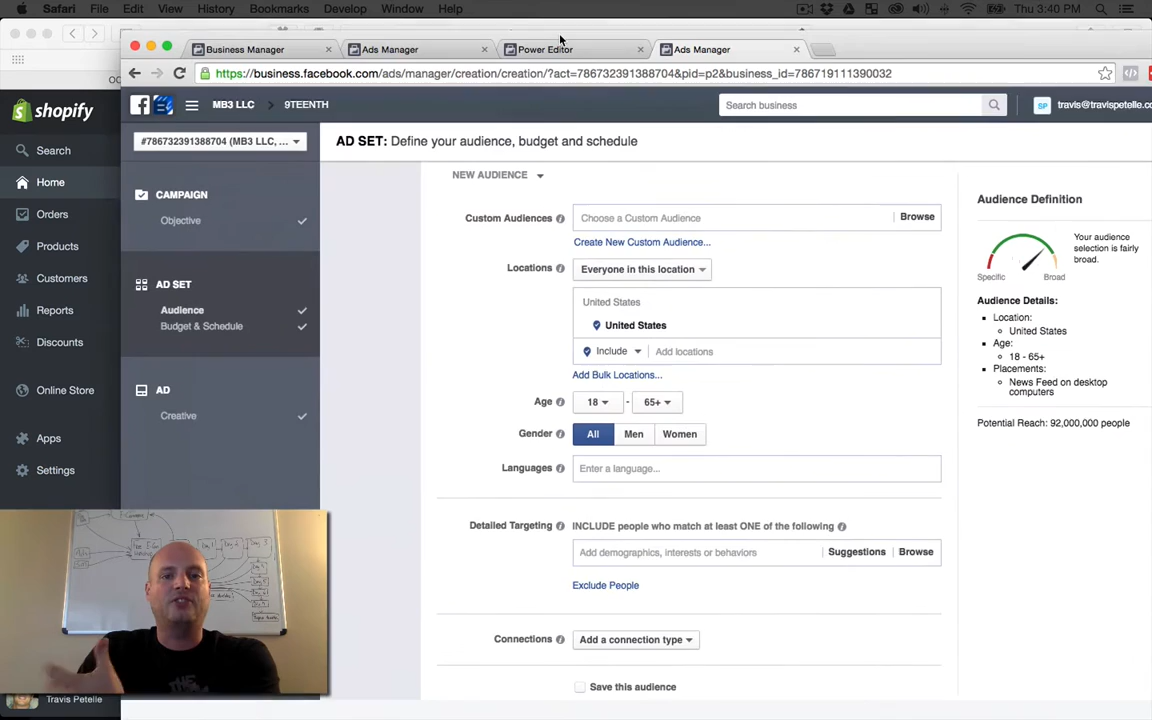 Safari File Edit View History Bookmarks Develop Window Help Thu 3:40 PM
Business Manager × Ads Manager × Power Editor × Ads Manager ×
https://business.facebook.com/ads/manager/creation/creation/?act=786732391388704&pid=p2&business_id=786719111390032
shopify
Search
Home
Orders
Products
Customers
Reports
Discounts
Online Store
Apps
Settings
Travis Petelle
MB3 LLC > 9TEENTH
Search business
SP travis@travispetelle.co
#786732391388704 (MB3 LLC, ...
CAMPAIGN
Objective
AD SET
Audience
Budget & Schedule
AD
Creative
AD SET: Define your audience, budget and schedule
NEW AUDIENCE
Custom Audiences Choose a Custom Audience Browse
Create New Custom Audience...
Locations Everyone in this location
United States
United States
Include Add locations
Add Bulk Locations...
Age 18 - 65+
Gender All Men Women
Languages Enter a language...
Detailed Targeting INCLUDE people who match at least ONE of the following
Add demographics, interests or behaviors Suggestions Browse
Exclude People
Connections Add a connection type
Save this audience
Audience Definition
Your audience
selection is fairly
broad.
Specific Broad
Audience Details:
Location:
United States
Age:
18 - 65+
Placements:
News Feed on desktop
computers
Potential Reach: 92,000,000 people